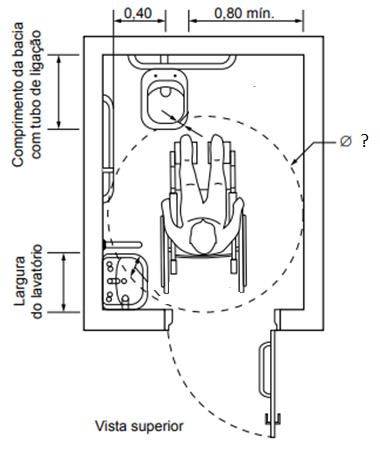 0,40
0,80 mín.
Comprimento da bacia
com tubo de ligação
Ø ?
Largura
do lavatório
Vista superior